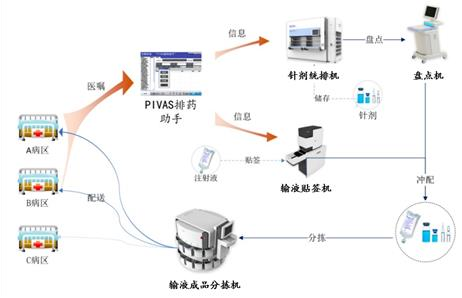 信息
盘点
针剂统排机
盘点机
医嘱
PIVAS排药
助手
储存
针剂
信息
A病区
贴签
注射液
输液贴签机
冲配
B病区
配送
分拣
C病区
输液成品分拣机